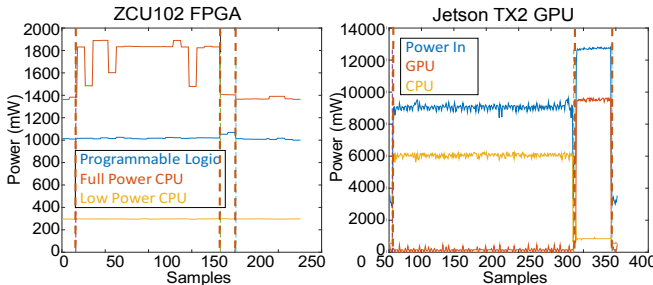 ZCU102 FPGA
2000
1800
1600
1400
1200
1000
800
600
400
200
0
Power (mW)
Programmable Logic
Full Power CPU
Low Power CPU
0 50 100 150 200 250
Samples
Jetson TX2 GPU
14000
12000
10000
8000
6000
4000
2000
0
Power (mW)
Power In
GPU
CPU
50 100 150 200 250 300 350 400
Samples